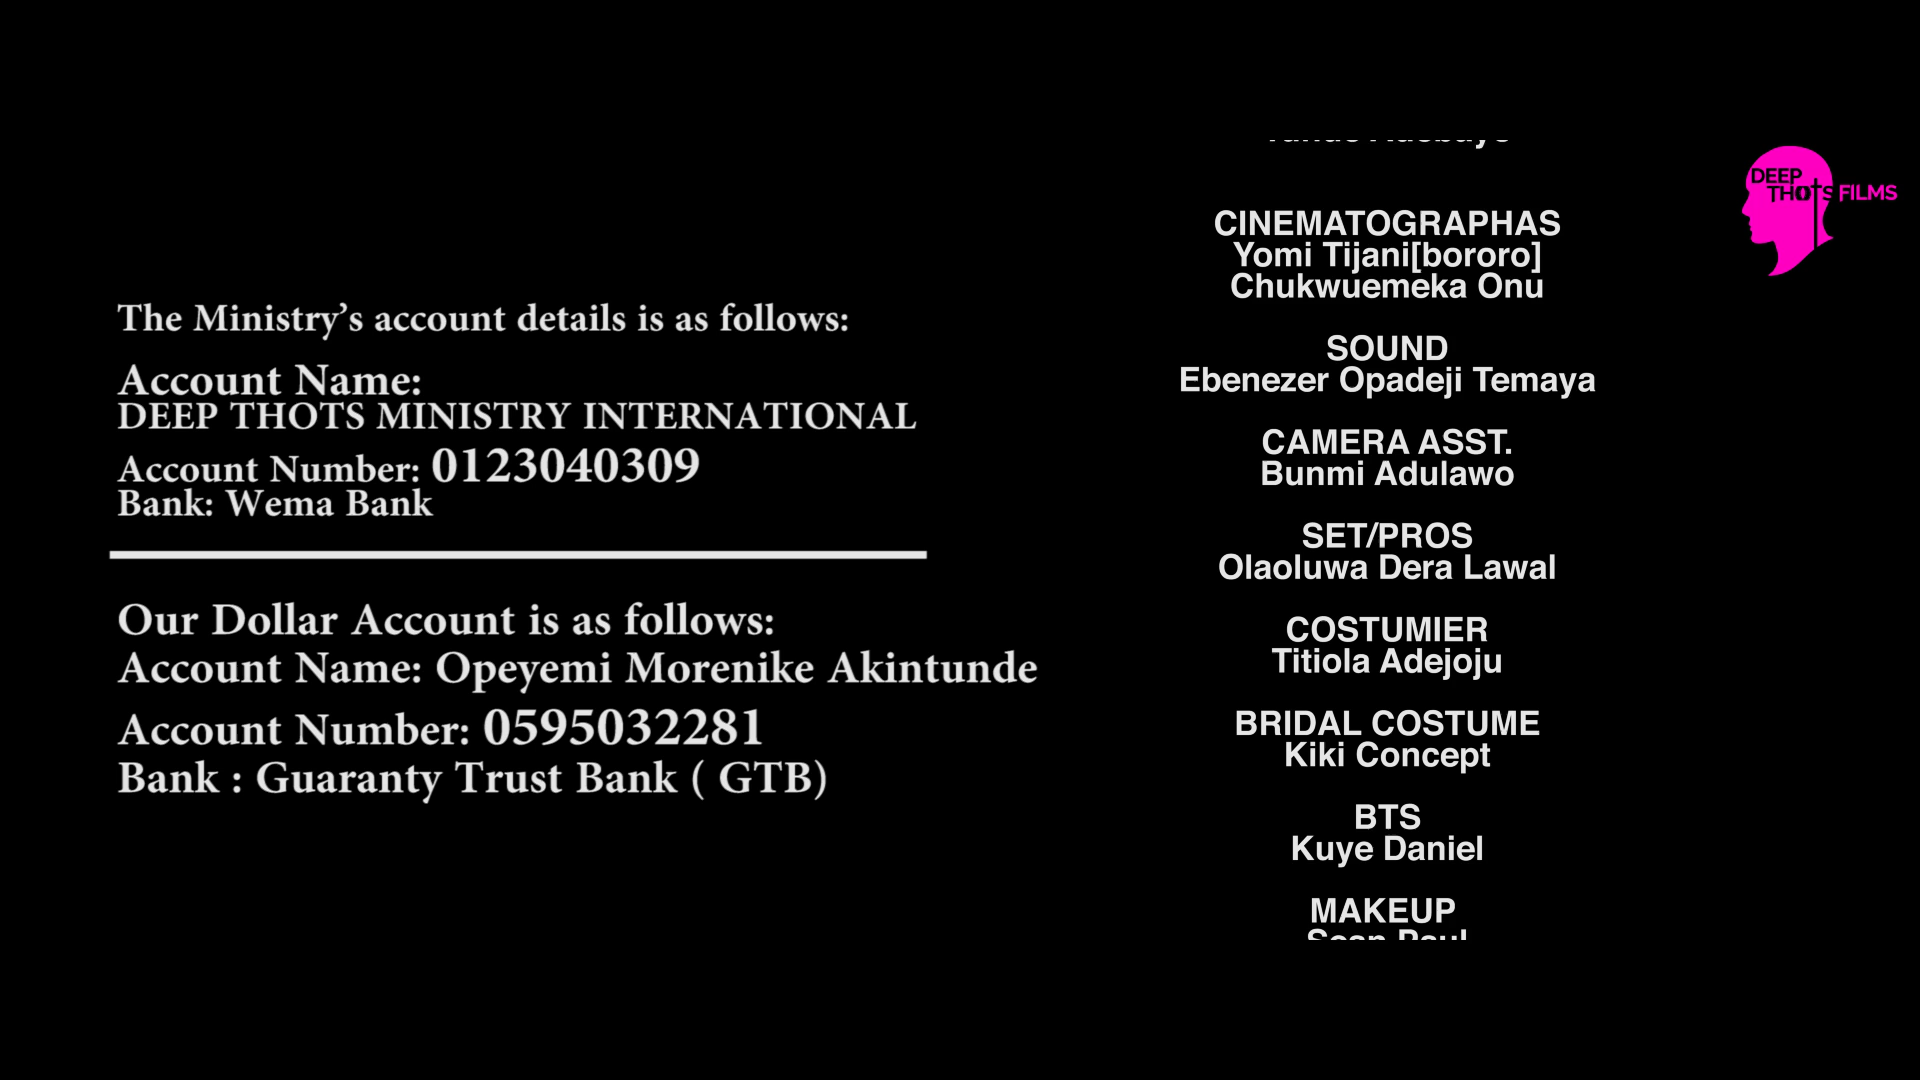 The Ministry’s account details is as follows:
Account Name:
DEEP THOTS MINISTRY INTERNATIONAL
Account Number: 0123040309
Bank: Wema Bank
Our Dollar Account is as follows:
Account Name: Opeyemi Morenike Akintunde
Account Number: 0595032281
Bank : Guaranty Trust Bank ( GTB)
CINEMATOGRAPHAS
Yomi Tijani[bororo]
Chukwuemeka Onu
SOUND
Ebenezer Opadeji Temaya
CAMERA ASST.
Bunmi Adulawo
SET/PROS
Olaoluwa Dera Lawal
COSTUMIER
Titiola Adejoju
BRIDAL COSTUME
Kiki Concept
BTS
Kuye Daniel
MAKEUP
Sean Paul
DEEP
THOTS FILMS